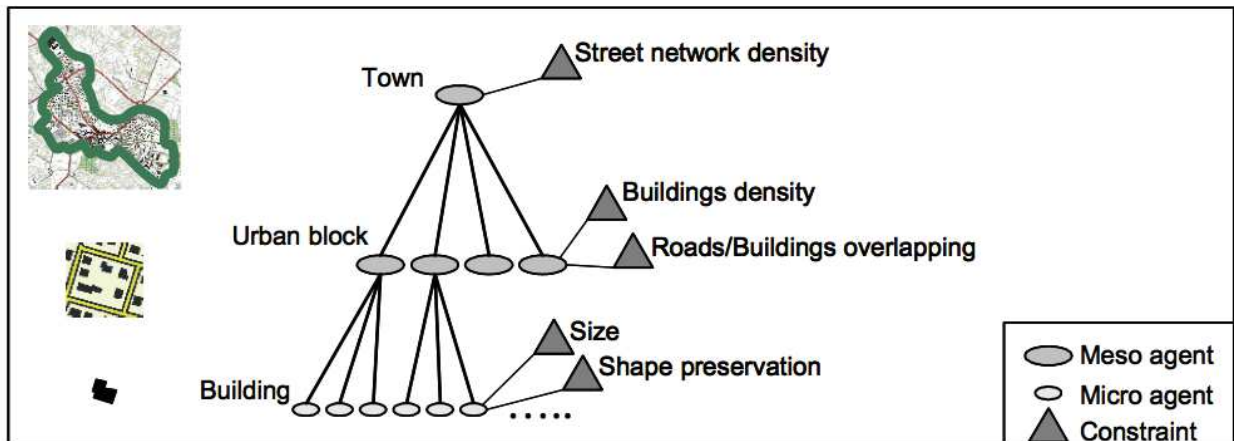 Street network density
Town
Buildings density
Urban block
Roads/Buildings overlapping
Size
Shape preservation
Building
.....
Meso agent
Micro agent
Constraint